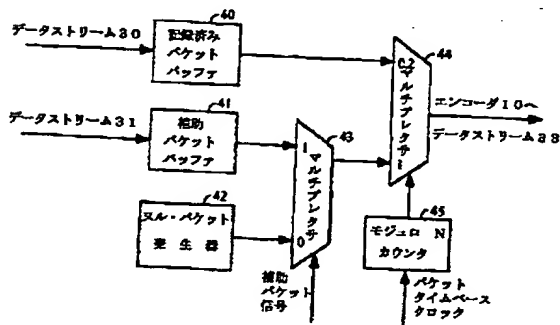 40
データストリーム30
記録済み
パケット
バッファ
44
0,2
マルチプレクサ
1
エンコーダ10へ
データストリーム33
41
データストリーム31
補助
パケット
バッファ
43
1
マルチプレクサ
0
42
ヌル・パケット
発生器
45
モジュロ N
カウンタ
補助
パケット
信号
パケット
タイムベース
クロック